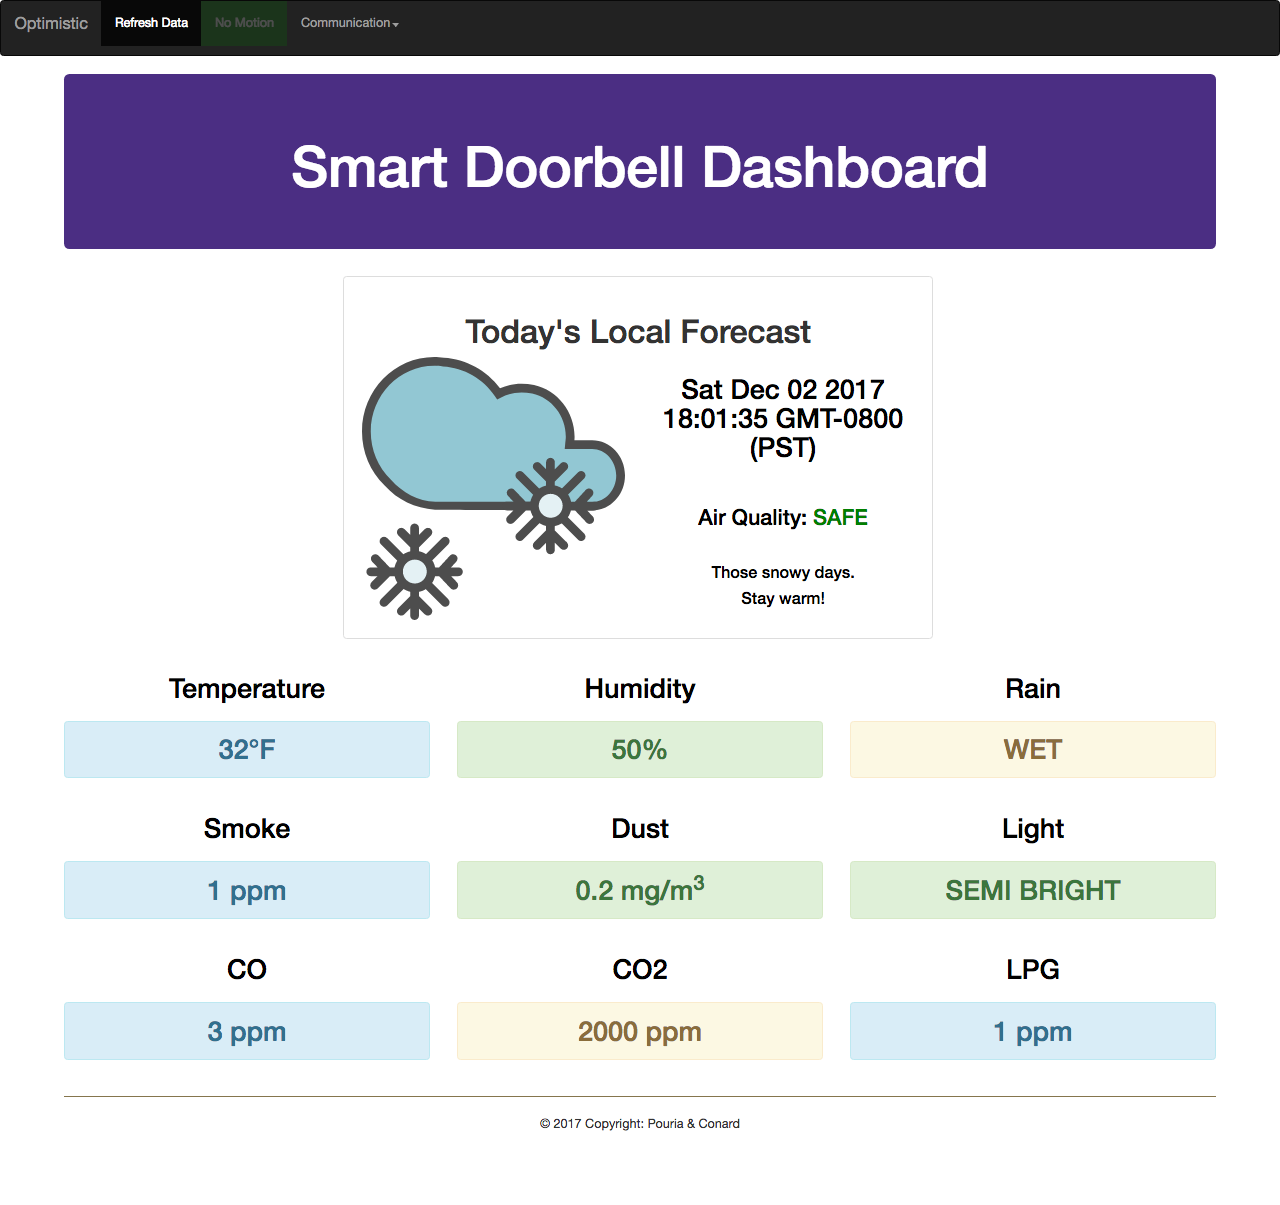 Optimistic Refresh Data No Motion Communication
Smart Doorbell Dashboard
Today's Local Forecast
Sat Dec 02 2017
18:01:35 GMT-0800
(PST)
Air Quality: SAFE
Those snowy days.
Stay warm!
Temperature Humidity Rain
32°F 50% WET
Smoke Dust Light
1 ppm 0.2 mg/m³ SEMI BRIGHT
CO CO2 LPG
3 ppm 2000 ppm 1 ppm
© 2017 Copyright: Pouria & Conard